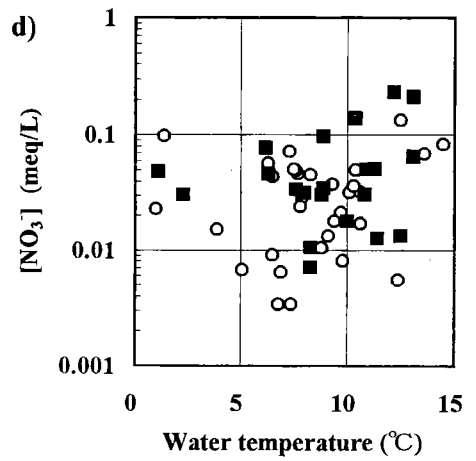 d)
1
0.1
0.01
0.001
[NO₃⁻] (meq/L)
0 5 10 15
Water temperature (℃)